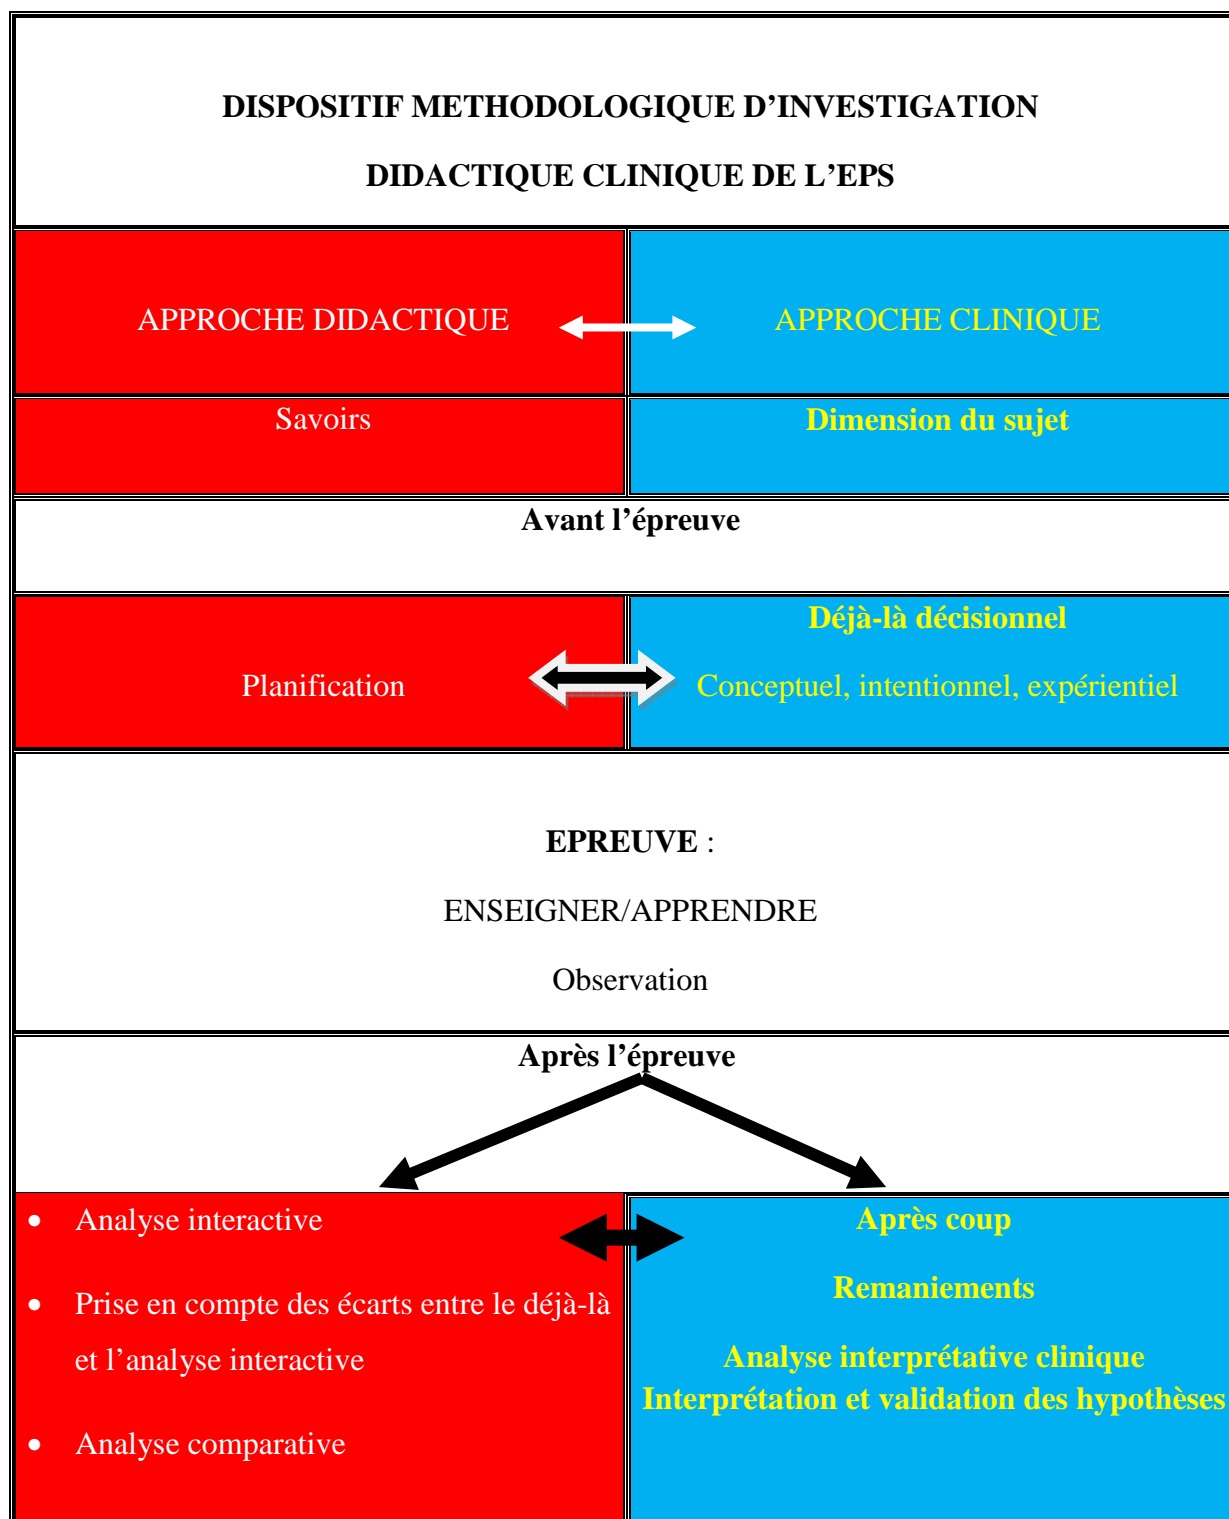 DISPOSITIF METHODOLOGIQUE D’INVESTIGATION
DIDACTIQUE CLINIQUE DE L’EPS
APPROCHE DIDACTIQUE
APPROCHE CLINIQUE
Savoirs
Dimension du sujet
Avant l’épreuve
Planification
Déjà-là décisionnel
Conceptuel, intentionnel, expérientiel
EPREUVE :
ENSEIGNER/APPRENDRE
Observation
Après l’épreuve
• Analyse interactive
• Prise en compte des écarts entre le déjà-là
et l’analyse interactive
• Analyse comparative
Après coup
Remaniements
Analyse interprétative clinique
Interprétation et validation des hypothèses